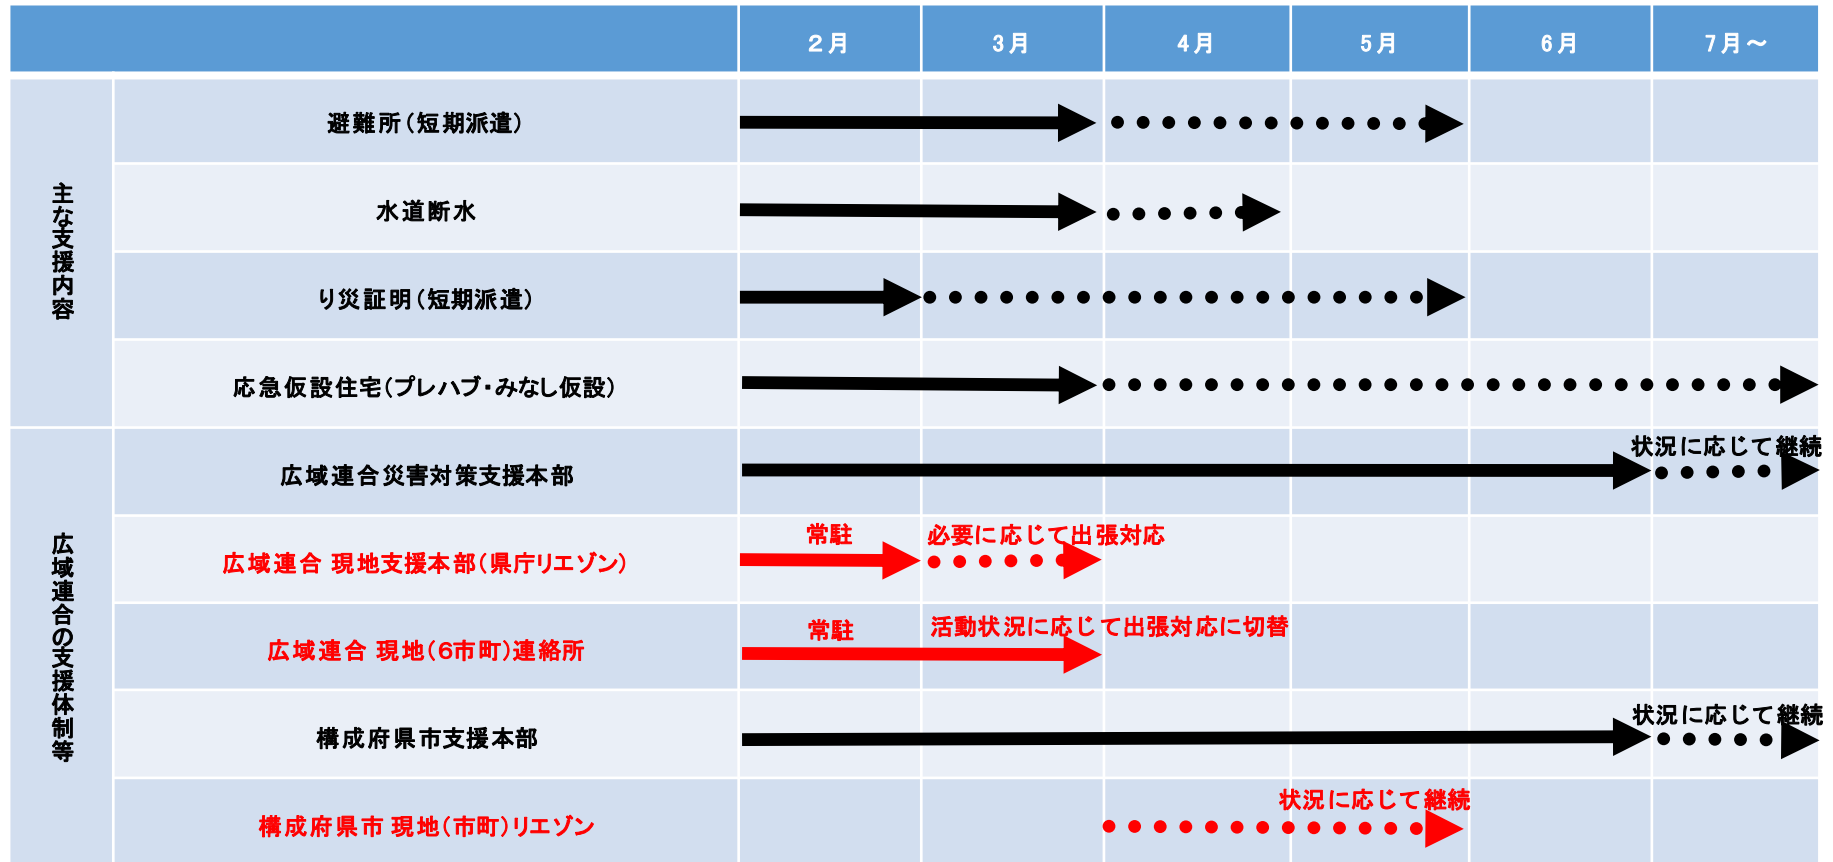 ２月
3月
4月
5月
6月
7月～
主な支援内容
避難所（短期派遣）
水道断水
り災証明（短期派遣）
応急仮設住宅（プレハブ・みなし仮設）
広域連合の支援体制等
広域連合災害対策支援本部
状況に応じて継続
広域連合 現地支援本部（県庁リエゾン）
常駐
必要に応じて出張対応
広域連合 現地（6市町）連絡所
常駐
活動状況に応じて出張対応に切替
構成府県市支援本部
状況に応じて継続
構成府県市 現地（市町）リエゾン
状況に応じて継続